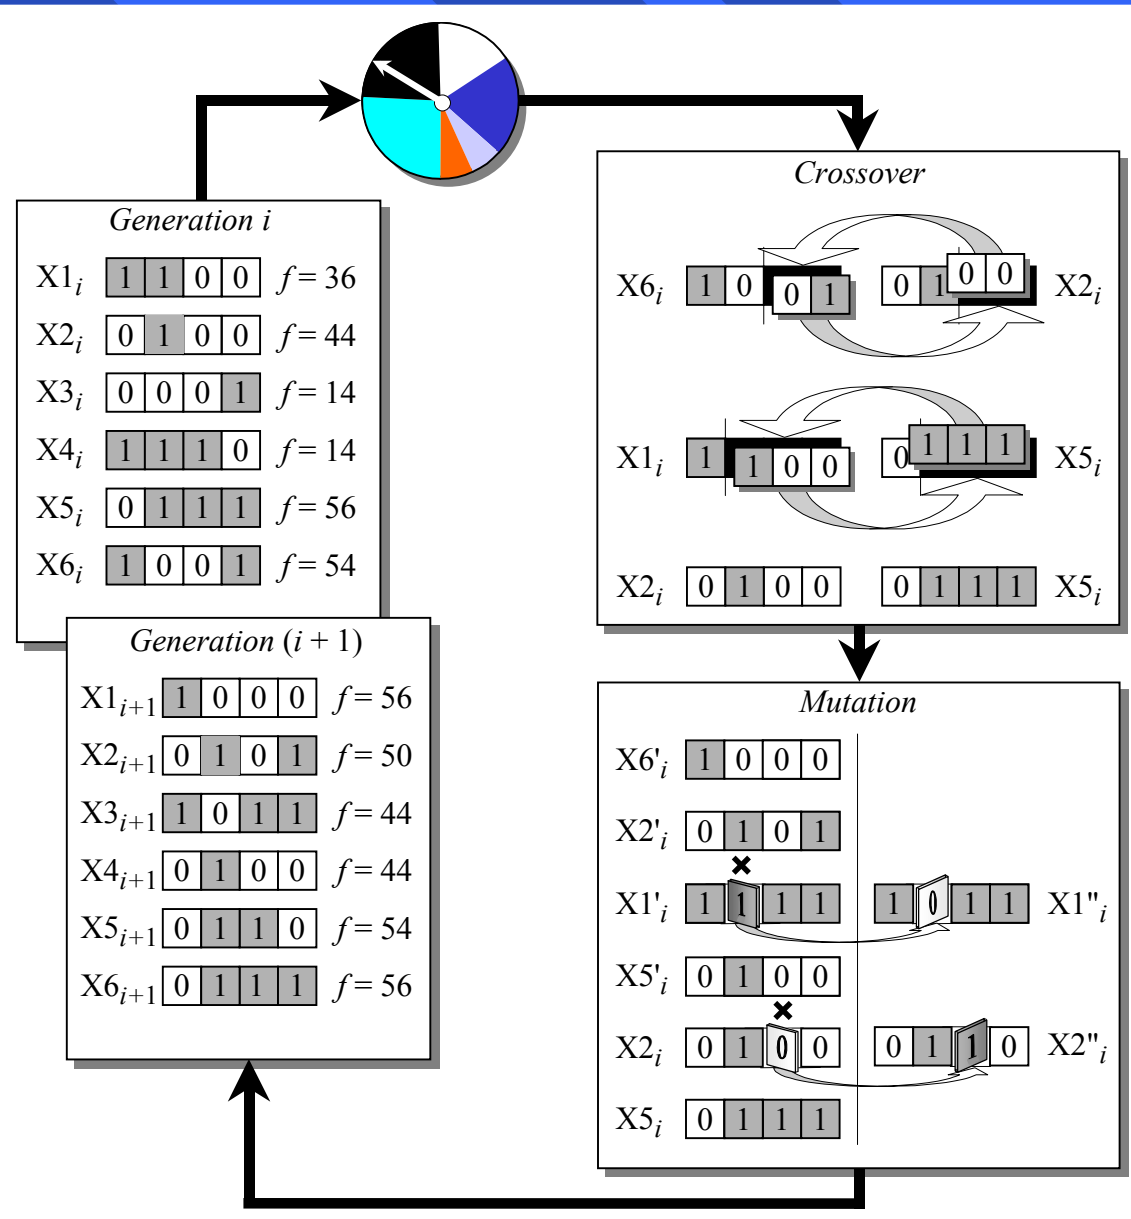 Generation i
X1i 1 1 0 0 f = 36
X2i 0 1 0 0 f = 44
X3i 0 0 0 1 f = 14
X4i 1 1 1 0 f = 14
X5i 0 1 1 1 f = 56
X6i 1 0 0 1 f = 54
Generation (i + 1)
X1i+1 1 0 0 0 f = 56
X2i+1 0 1 0 1 f = 50
X3i+1 1 0 1 1 f = 44
X4i+1 0 1 0 0 f = 44
X5i+1 0 1 1 0 f = 54
X6i+1 0 1 1 1 f = 56
Crossover
X6i 1 0 0 1 0 1 0 0 X2i
X1i 1 1 0 0 0 1 1 1 X5i
X2i 0 1 0 0 0 1 1 1 X5i
Mutation
X6'i 1 0 0 0
X2'i 0 1 0 1
X1'i 1 1 1 1 1 0 1 1 X1"i
X5'i 0 1 0 0
X2i 0 1 0 0 0 1 1 0 X2"i
X5i 0 1 1 1